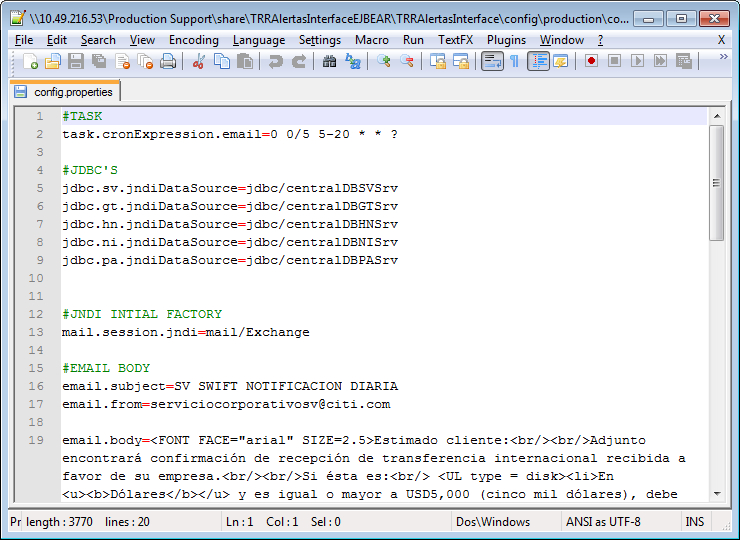 \\10.49.216.53\Production Support\share\TRRAlertasInterfaceEJBEAR\TRRAlertasInterface\config\production\co...
File Edit Search View Encoding Language Settings Macro Run TextFX Plugins Window ? X
config.properties
1 #TASK
2 task.cronExpression.email=0 0/5 5-20 * * ?
3
4 #JDBC'S
5 jdbc.sv.jndiDataSource=jdbc/centralDBSVSrv
6 jdbc.gt.jndiDataSource=jdbc/centralDBGTSrv
7 jdbc.hn.jndiDataSource=jdbc/centralDBHNSrv
8 jdbc.ni.jndiDataSource=jdbc/centralDBNISrv
9 jdbc.pa.jndiDataSource=jdbc/centralDBPASrv
10
11
12 #JNDI INTIAL FACTORY
13 mail.session.jndi=mail/Exchange
14
15 #EMAIL BODY
16 email.subject=SV SWIFT NOTIFICACION DIARIA
17 email.from=serviciocorporativosv@citi.com
18
19 email.body=<FONT FACE="arial" SIZE=2.5>Estimado cliente:<br/><br/>Adjunto
encontrará confirmación de recepción de transferencia internacional recibida a
favor de su empresa.<br/><br/>Si ésta es:<br/> <UL type = disk><li>En
<u><b>Dólares</b></u> y es igual o mayor a USD5,000 (cinco mil dólares), debe
Pr length : 3770 lines : 20 Ln : 1 Col : 1 Sel : 0 Dos\Windows ANSI as UTF-8 INS